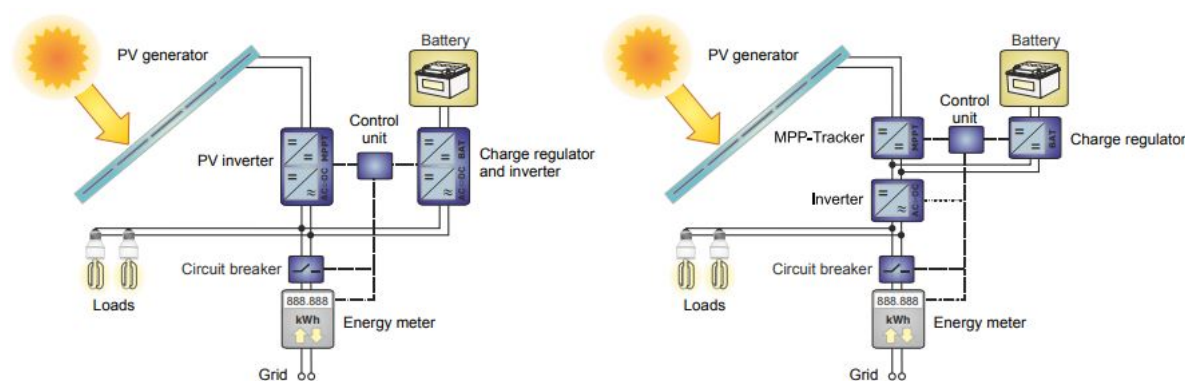 PV generator
Battery
Control
unit
PV inverter
MPPT
BAT
Charge regulator
and inverter
AC-DC
AC-DC
Circuit breaker
Loads
888.888
kWh
Energy meter
Grid
PV generator
Battery
Control
unit
MPP-Tracker
MPPT
BAT
Charge regulator
Inverter
AC-DC
Circuit breaker
Loads
888.888
kWh
Energy meter
Grid